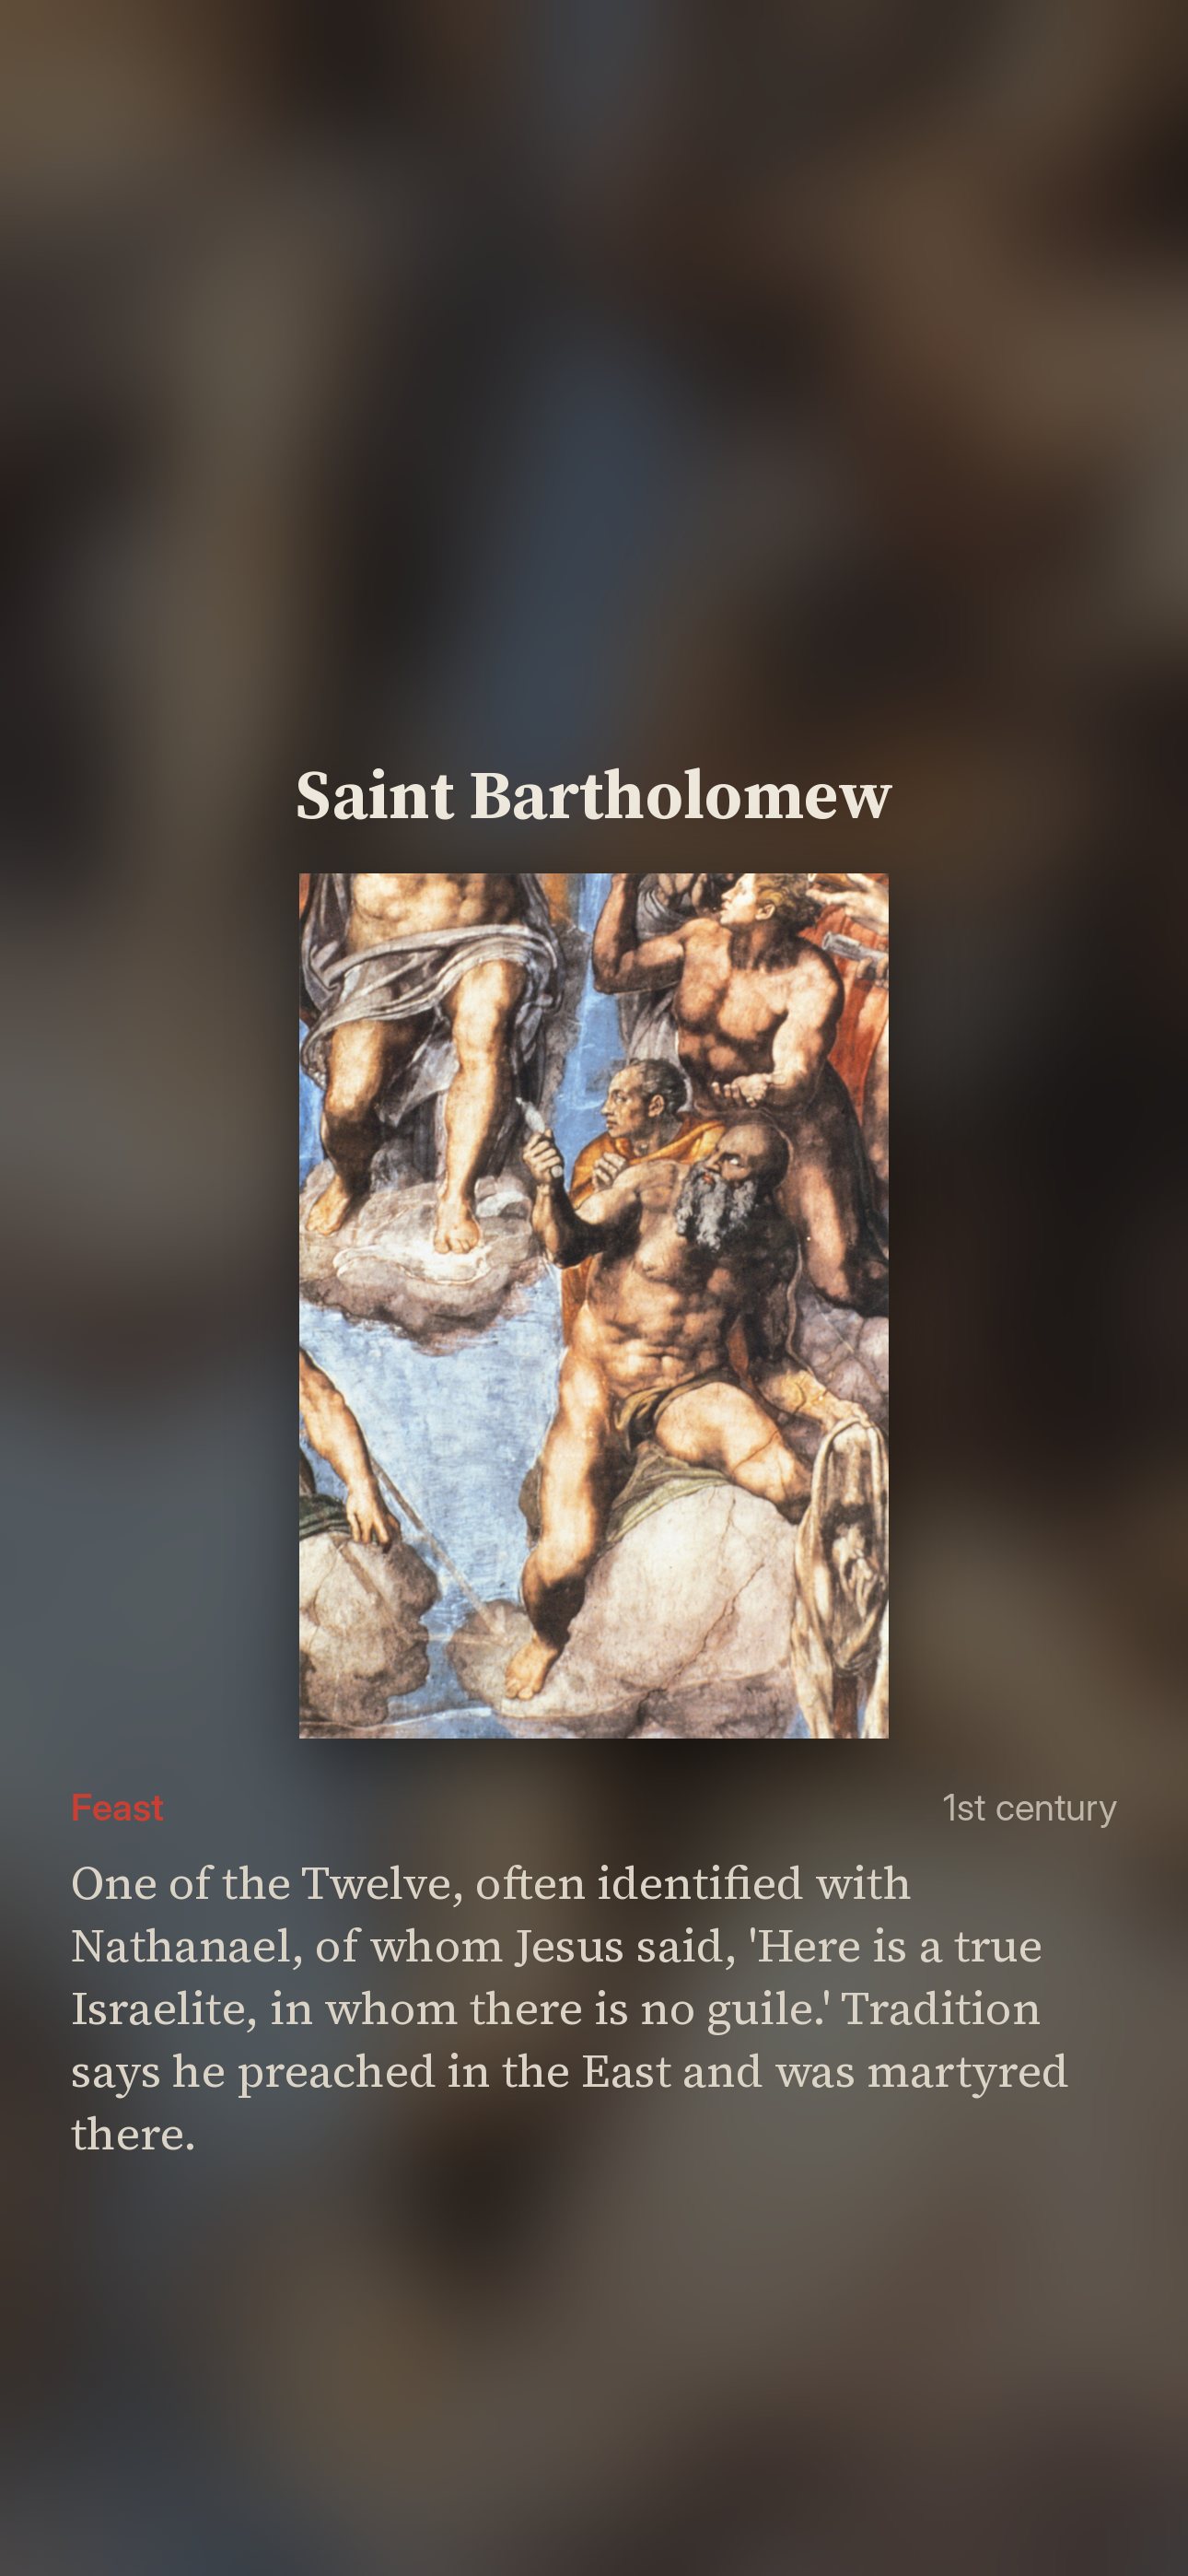 Saint Bartholomew
Feast
1st century
One of the Twelve, often identified with
Nathanael, of whom Jesus said, 'Here is a true
Israelite, in whom there is no guile.' Tradition
says he preached in the East and was martyred
there.